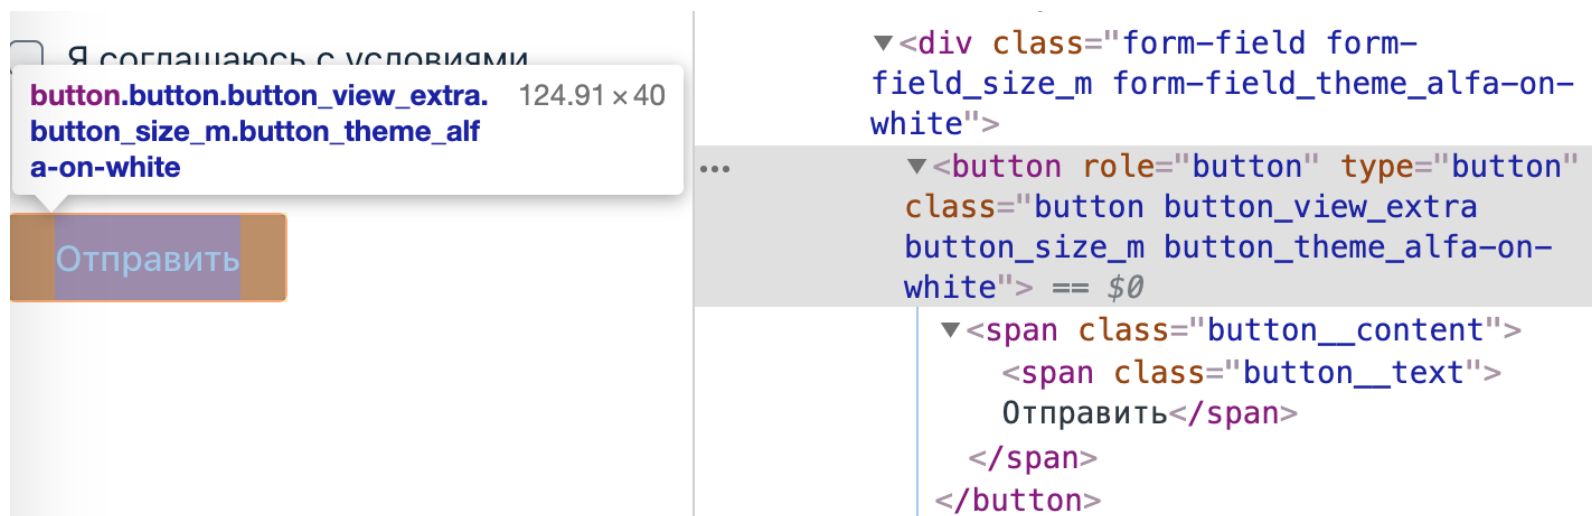 Я соглашаюсь с условиями
button.button.button_view_extra. 124.91 × 40
button_size_m.button_theme_alf
a-on-white
Отправить
▼<div class="form-field form-
field_size_m form-field_theme_alfa-on-
white">
… ▼<button role="button" type="button"
class="button button_view_extra
button_size_m button_theme_alfa-on-
white"> == $0
▼<span class="button__content">
<span class="button__text">
Отправить</span>
</span>
</button>